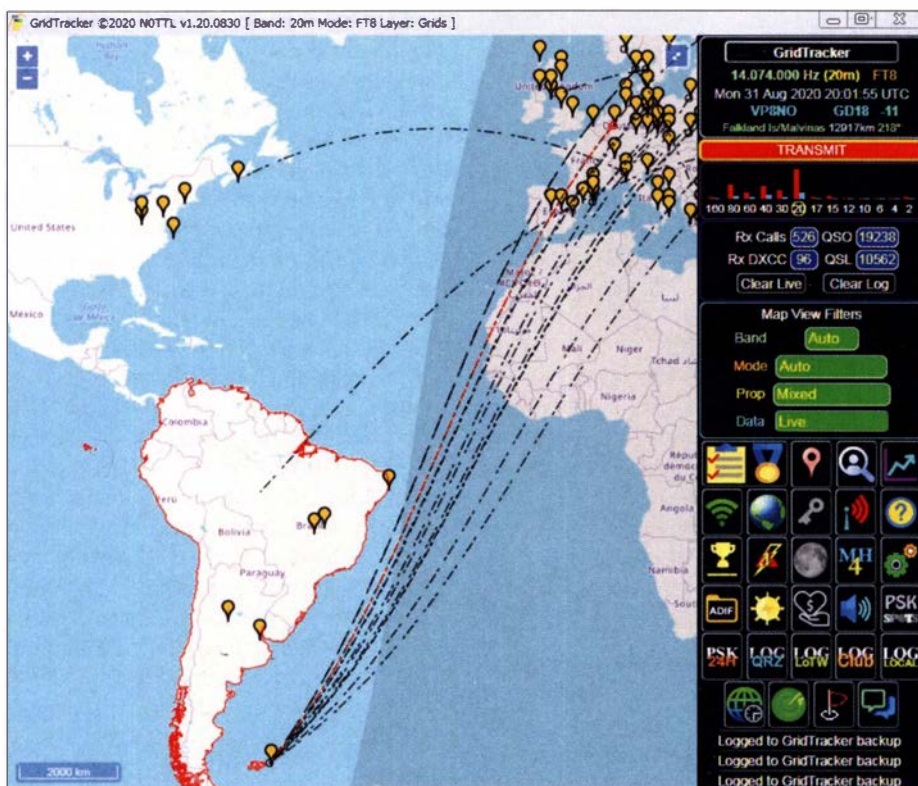 GridTracker ©2020 N0TTL v1.20.0830 [ Band: 20m Mode: FT8 Layer: Grids ]
GridTracker
14.074.000 Hz (20m) FT8
Mon 31 Aug 2020 20:01:55 UTC
VP8NO GD18 -11
Falkland Is/Malvinas 12917km 218°
TRANSMIT
160 80 60 40 30 20 17 15 12 10 6 4 2
Rx Calls 526 QSO 19238
Rx DXCC 96 QSL 10562
Clear Live Clear Log
Map View Filters
Band Auto
Mode Auto
Prop Mixed
Data Live
MH
4
ADIF
PSK
SPOTS
PSK
24H
LOG
QRZ
LOG
LoTW
LOG
Club
LOG
LOCAL
Logged to GridTracker backup
Logged to GridTracker backup
Logged to GridTracker backup
+
−
United States
México
Colombia
Perú
Bolivia
Paraguay
Mali
Niger
Nigeria
Angola
Namibia
2000 km